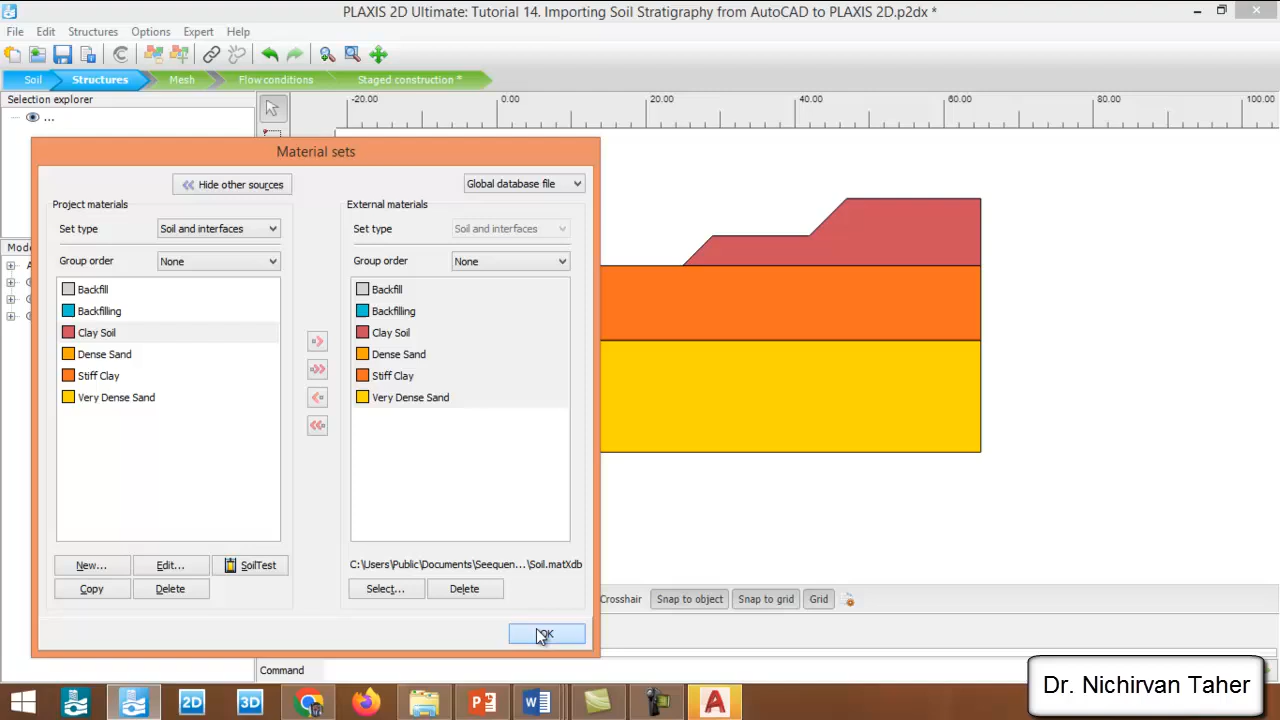 PLAXIS 2D Ultimate: Tutorial 14. Importing Soil Stratigraphy from AutoCAD to PLAXIS 2D.p2dx *
File Edit Structures Options Expert Help
Soil Structures Mesh Flow conditions Staged construction *
Selection explorer
...
-20.00 0.00 20.00 40.00 60.00 80.00 100.00
Material sets
Hide other sources
Global database file
Project materials
External materials
Set type Soil and interfaces
Set type Soil and interfaces
Group order None
Group order None
Backfill
Backfilling
Clay Soil
Dense Sand
Stiff Clay
Very Dense Sand
Backfill
Backfilling
Clay Soil
Dense Sand
Stiff Clay
Very Dense Sand
New... Edit... SoilTest
Copy Delete
C:\Users\Public\Documents\Seequen...\Soil.matXdb
Select... Delete
OK
Crosshair Snap to object Snap to grid Grid
Command
2D 3D
Dr. Nichirvan Taher